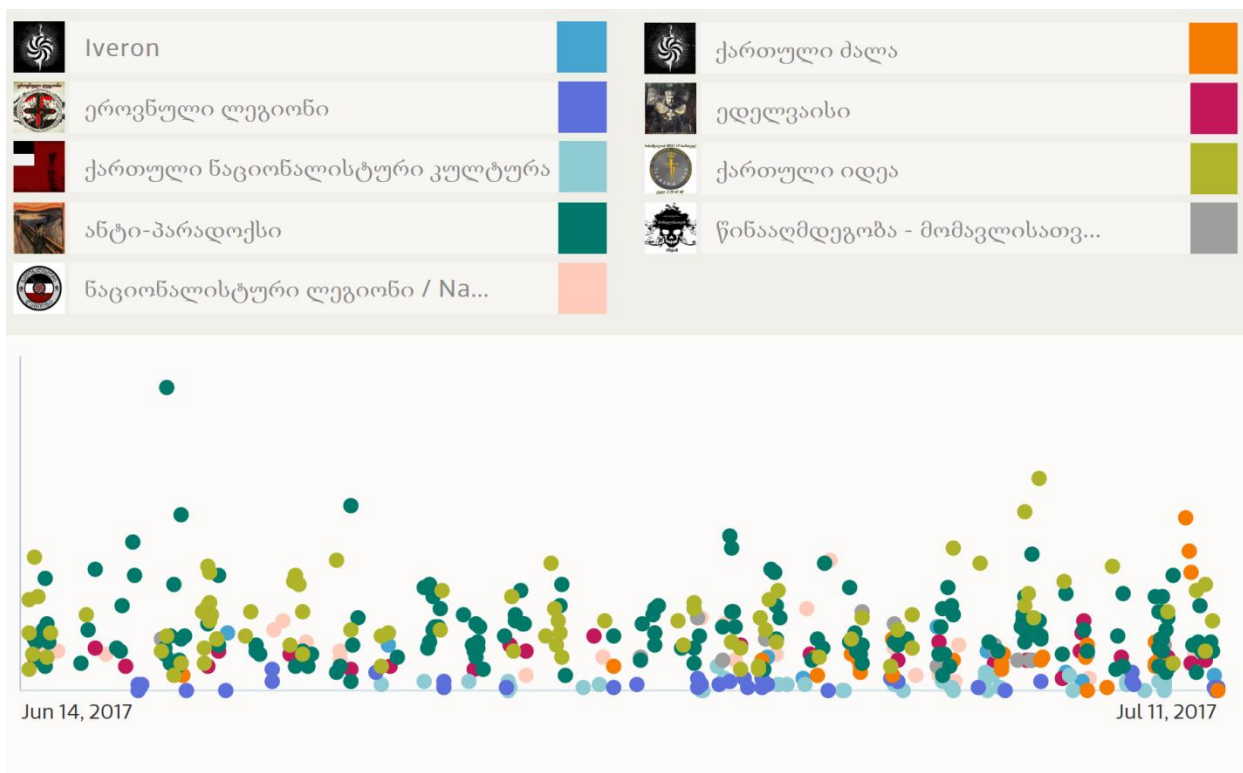 Iveron
ეროვნული ლეგიონი
ქართული ნაციონალისტური კულტურა
ანტი-პარადოქსი
ნაციონალისტური ლეგიონი / Na...
ქართული ძალა
ედელვაისი
ქართული იდეა
წინააღმდეგობა - მომავლისათვ...
Jun 14, 2017
Jul 11, 2017